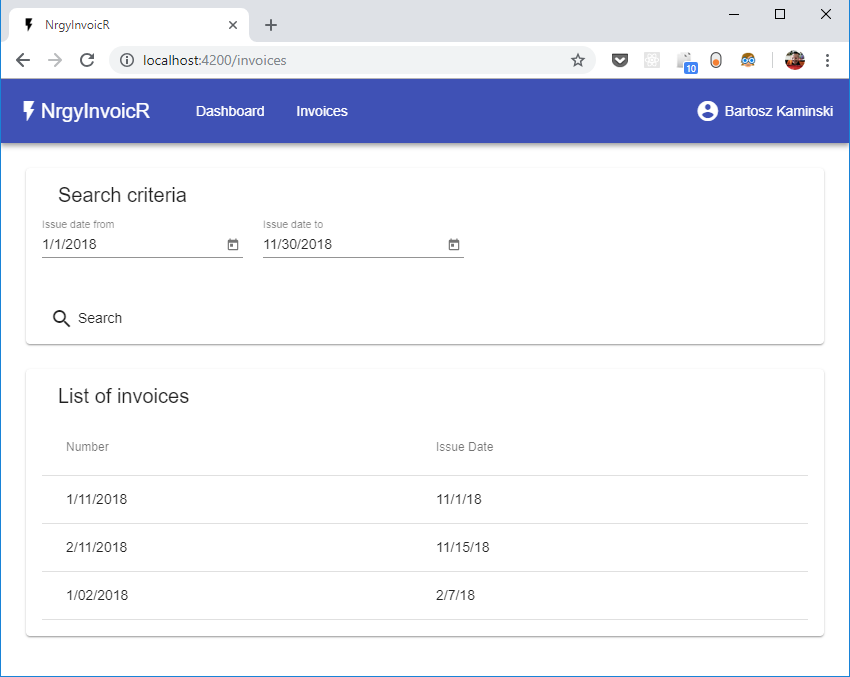 NrgyInvoicR
localhost:4200/invoices
10
NrgyInvoicR Dashboard Invoices Bartosz Kaminski
Search criteria
Issue date from Issue date to
1/1/2018 11/30/2018
Search
List of invoices
Number Issue Date
1/11/2018 11/1/18
2/11/2018 11/15/18
1/02/2018 2/7/18